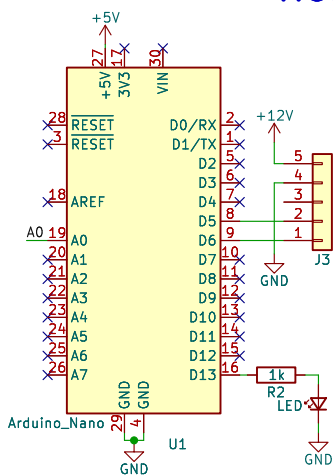 +5V
27
17
30
+5V
3V3
VIN
28
RESET
D0/RX
2
3
RESET
D1/TX
1
D2
5
D3
6
18
AREF
D4
7
D5
8
A0
19
A0
D6
9
20
A1
D7
10
21
A2
D8
11
22
A3
D9
12
23
A4
D10
13
24
A5
D11
14
25
A6
D12
15
26
A7
D13
16
GND
GND
29
4
Arduino_Nano
U1
GND
+12V
5
4
3
2
1
J3
GND
1k
R2
LED
GND